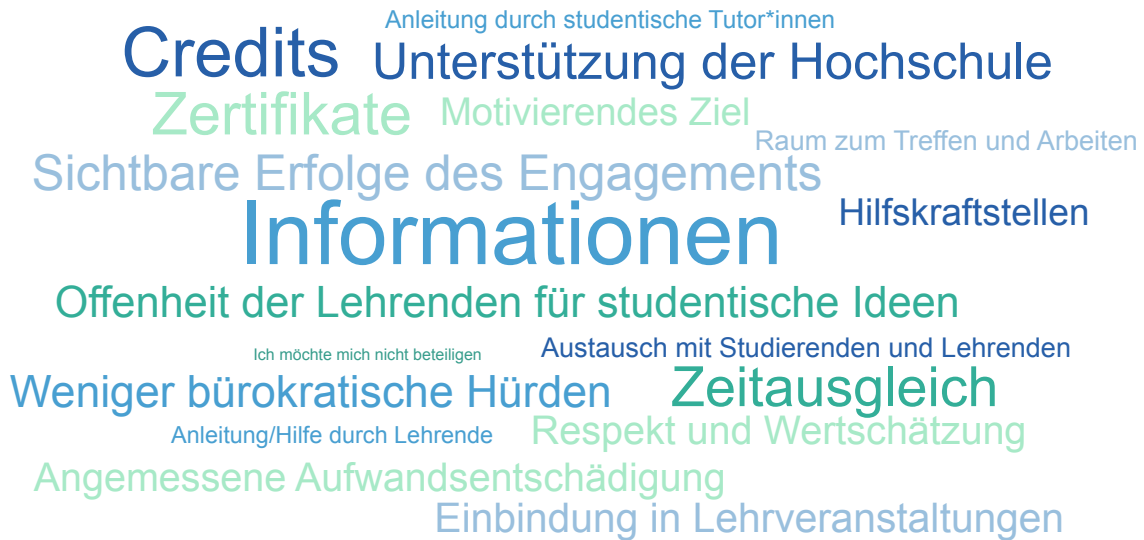 Anleitung durch studentische Tutor*innen
Credits
Unterstützung der Hochschule
Zertifikate
Motivierendes Ziel
Raum zum Treffen und Arbeiten
Sichtbare Erfolge des Engagements
Informationen
Hilfskraftstellen
Offenheit der Lehrenden für studentische Ideen
Ich möchte mich nicht beteiligen
Austausch mit Studierenden und Lehrenden
Weniger bürokratische Hürden
Zeitausgleich
Anleitung/Hilfe durch Lehrende
Respekt und Wertschätzung
Angemessene Aufwandsentschädigung
Einbindung in Lehrveranstaltungen